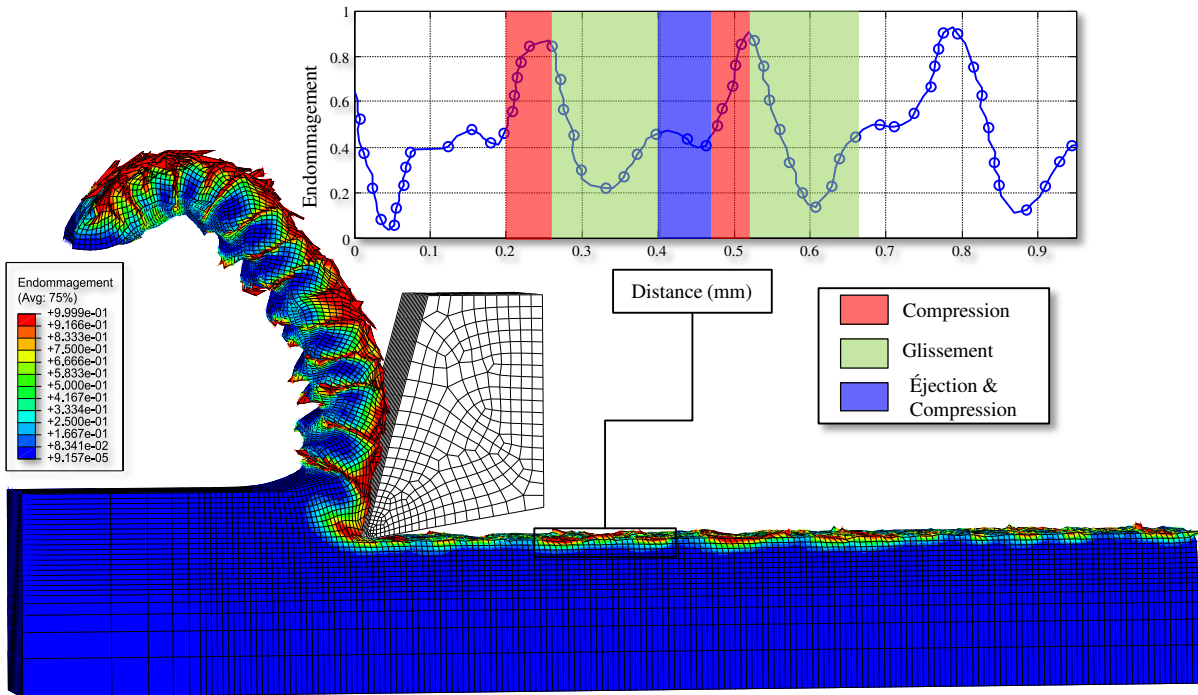 1
0.8
0.6
0.4
0.2
0
Endommagement
0 0.1 0.2 0.3 0.4 0.5 0.6 0.7 0.8 0.9
Distance (mm)
Compression
Glissement
Éjection &
Compression
Endommagement
(Avg: 75%)
+9.999e-01
+9.166e-01
+8.333e-01
+7.500e-01
+6.666e-01
+5.833e-01
+5.000e-01
+4.167e-01
+3.334e-01
+2.500e-01
+1.667e-01
+8.341e-02
+9.157e-05